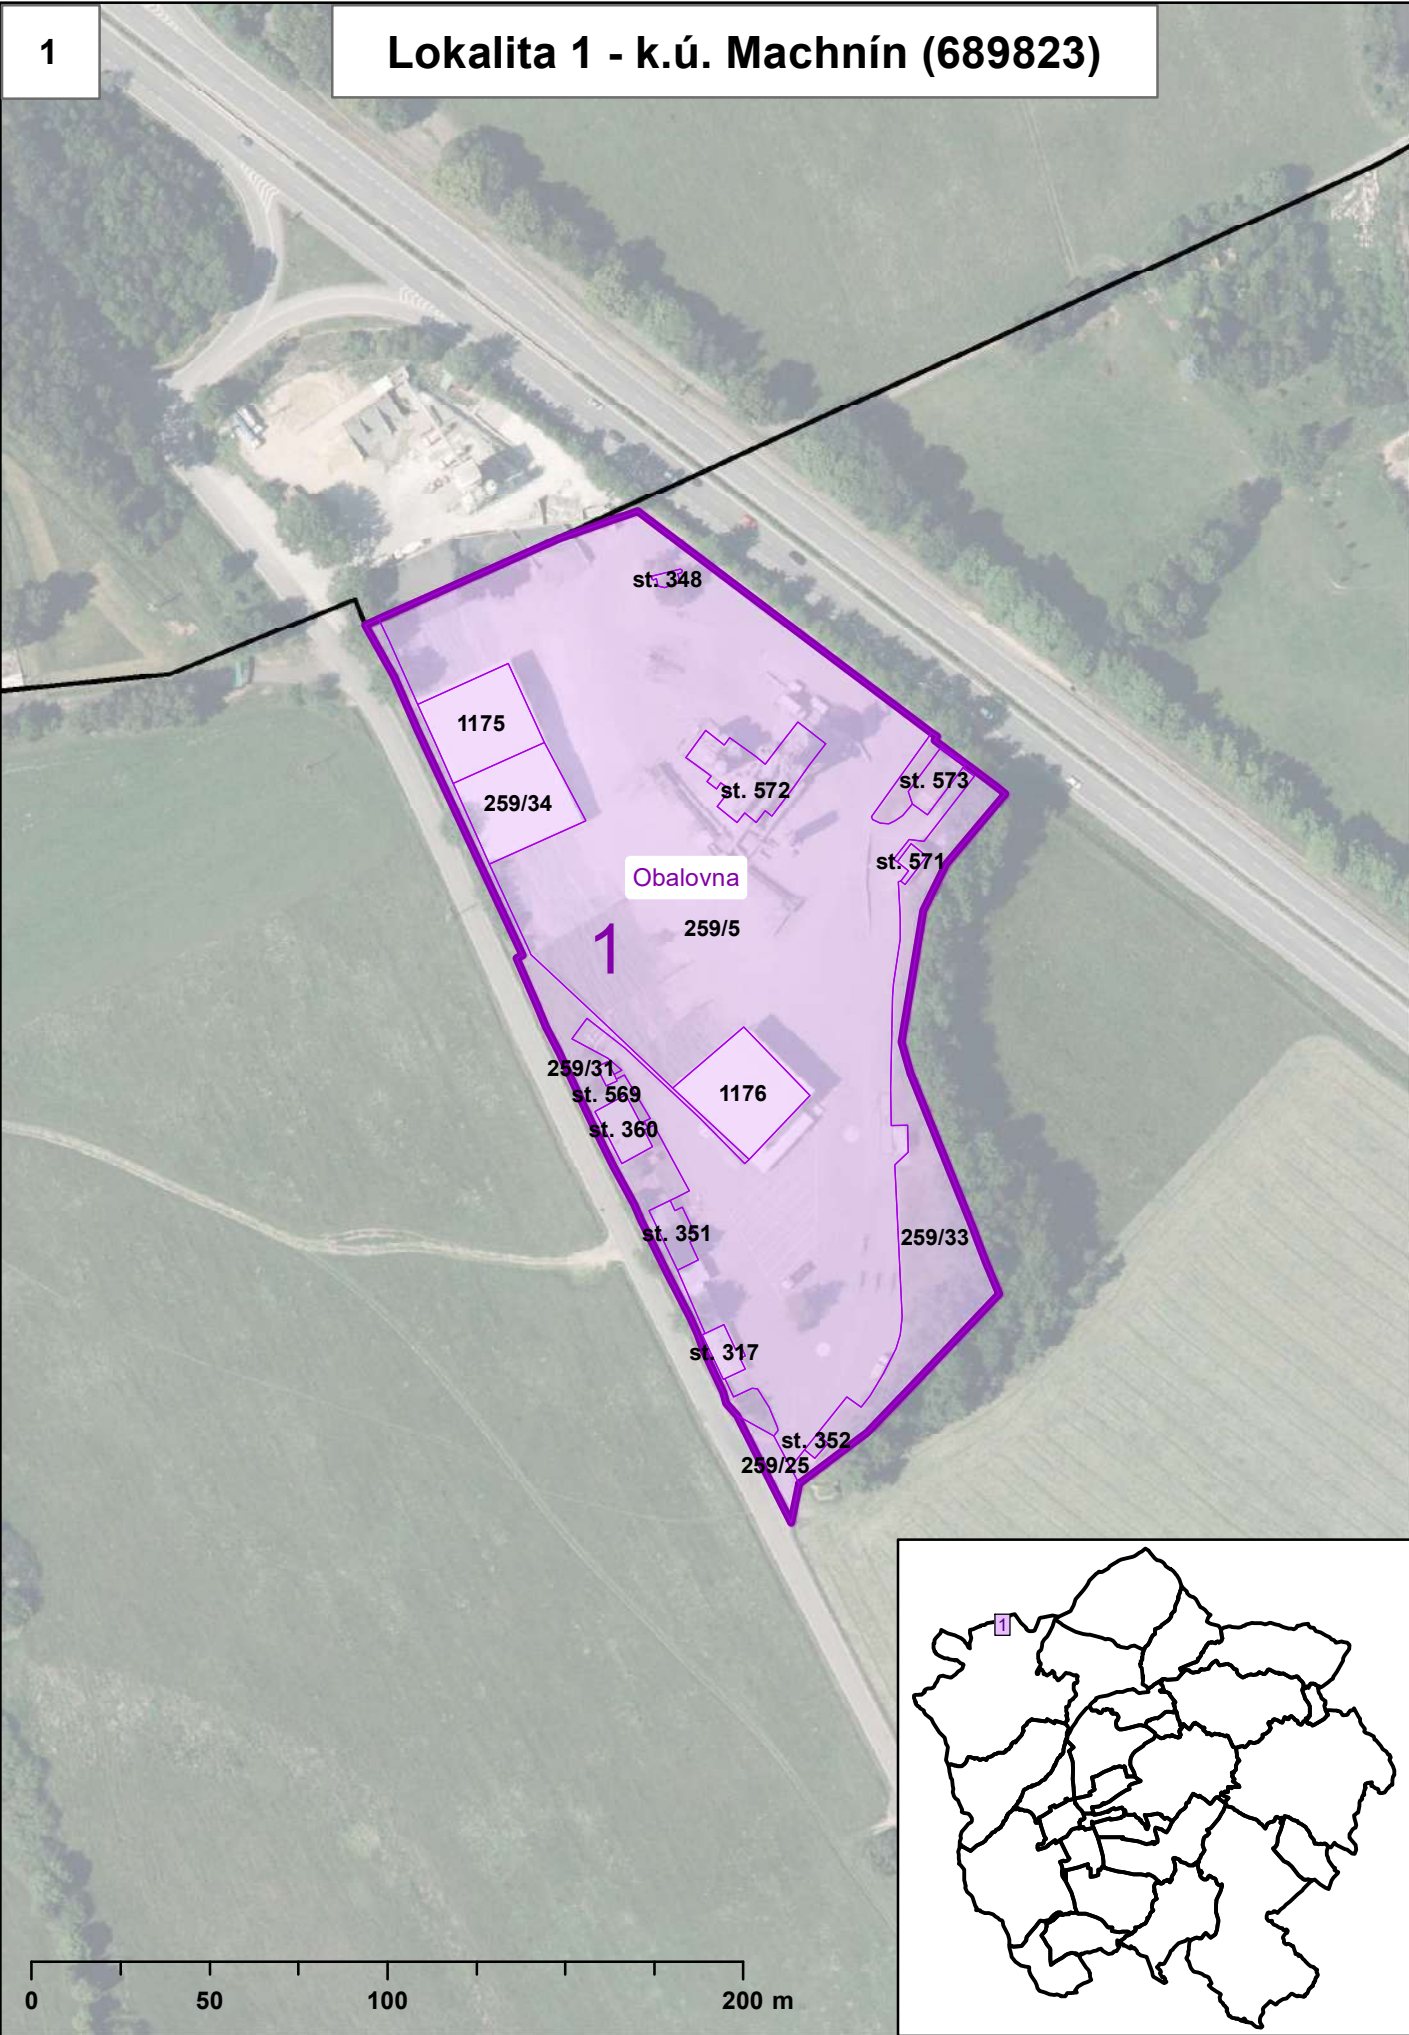 1
Lokalita 1 - k.ú. Machnín (689823)
st. 348
1175
259/34
st. 572
st. 573
st. 571
Obalovna
259/5
1
259/31
st. 569
st. 360
1176
st. 351
259/33
st. 317
st. 352
259/25
1
0 50 100 200 m